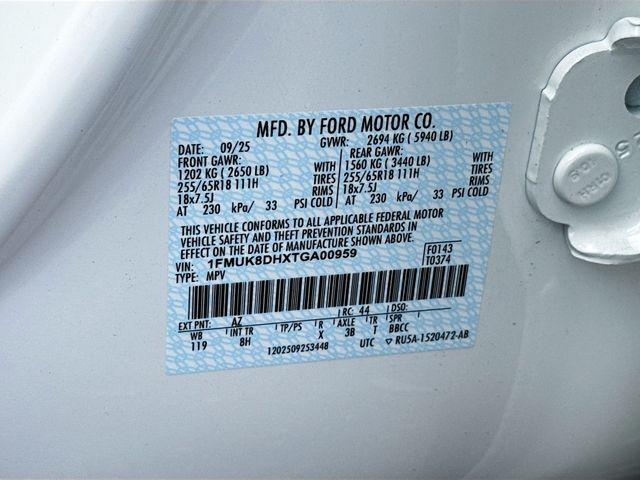 MFD. BY FORD MOTOR CO.
DATE: 09/25 GVWR: 2694 KG ( 5940 LB)
FRONT GAWR: REAR GAWR:
1202 KG ( 2650 LB) WITH 1560 KG ( 3440 LB) WITH
255/65R18 111H TIRES 255/65R18 111H TIRES
18x7.5J RIMS 18x7.5J RIMS
AT 230 kPa/ 33 PSI COLD AT 230 kPa/ 33 PSI COLD
THIS VEHICLE CONFORMS TO ALL APPLICABLE FEDERAL MOTOR
VEHICLE SAFETY AND THEFT PREVENTION STANDARDS IN
EFFECT ON THE DATE OF MANUFACTURE SHOWN ABOVE.
VIN: 1FMUK8DHXTGA00959 F0143
TYPE: MPV T0374
EXT PNT: AZ RC: 44 DSO:
WB INT TR TP/PS R AXLE TR SPR
119 8H X 3B T BBCC
1202509253448 UTC ▽ RU5A-1520472-AB